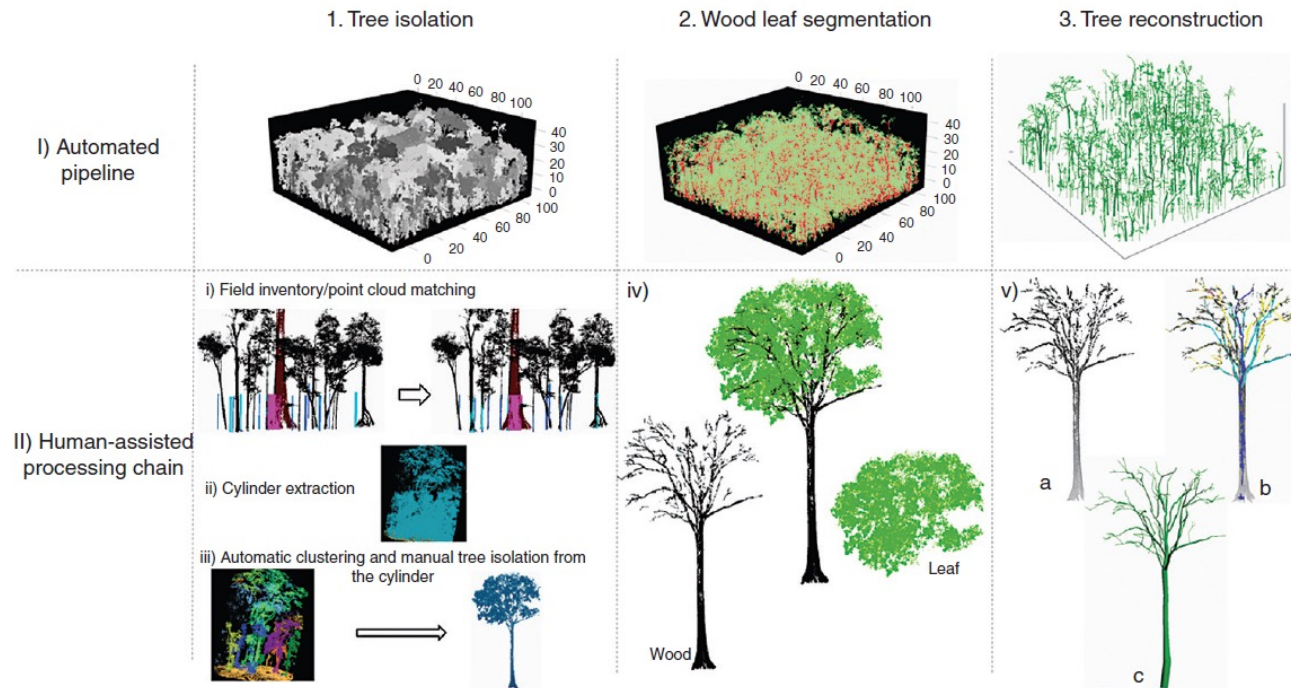 1. Tree isolation
2. Wood leaf segmentation
3. Tree reconstruction
I) Automated
pipeline
0 20 40 60 80 100
40
30
20
10
0
100
80
60
40
20
0
0 20 40 60 80 100
40
30
20
10
0
100
80
60
40
20
0
II) Human-assisted
processing chain
i) Field inventory/point cloud matching
ii) Cylinder extraction
iii) Automatic clustering and manual tree isolation from
the cylinder
iv)
Leaf
Wood
v)
a
b
c